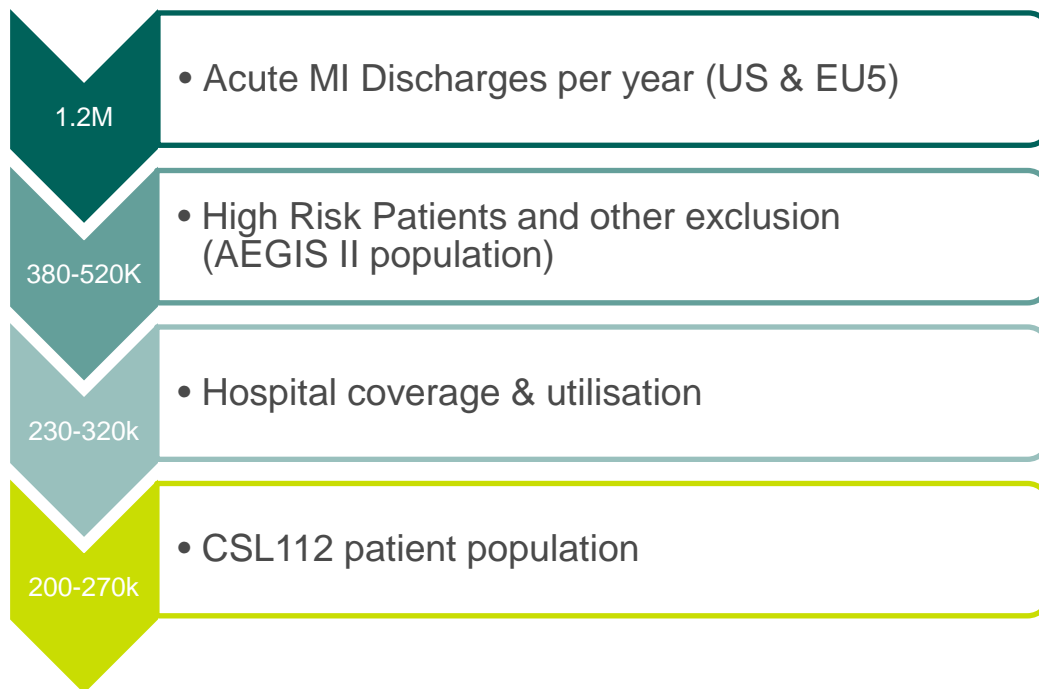 1.2M
• Acute MI Discharges per year (US & EU5)
380-520K
• High Risk Patients and other exclusion
(AEGIS II population)
230-320k
• Hospital coverage & utilisation
200-270k
• CSL112 patient population